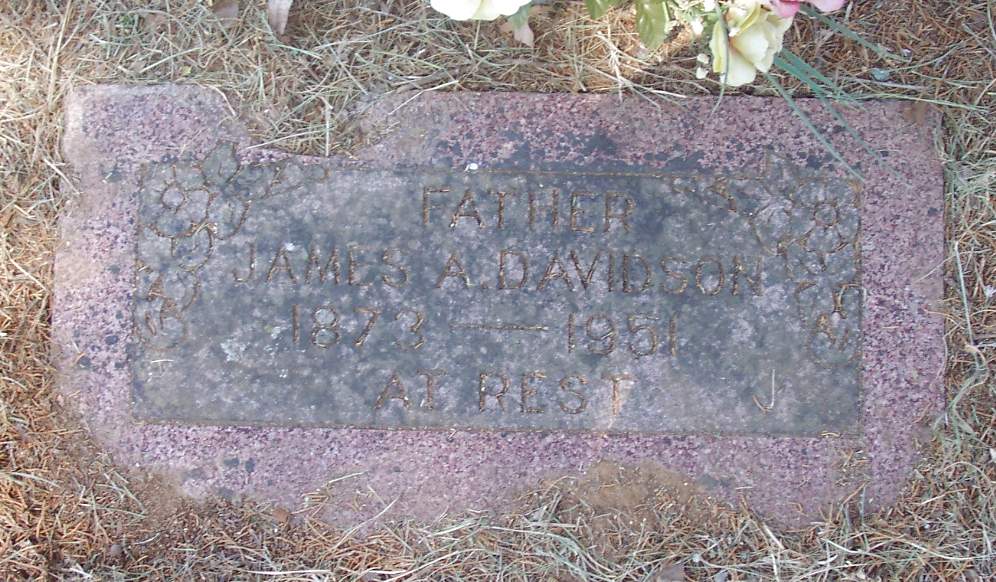 FATHER
JAMES A. DAVIDSON
1873 — 1951
AT REST